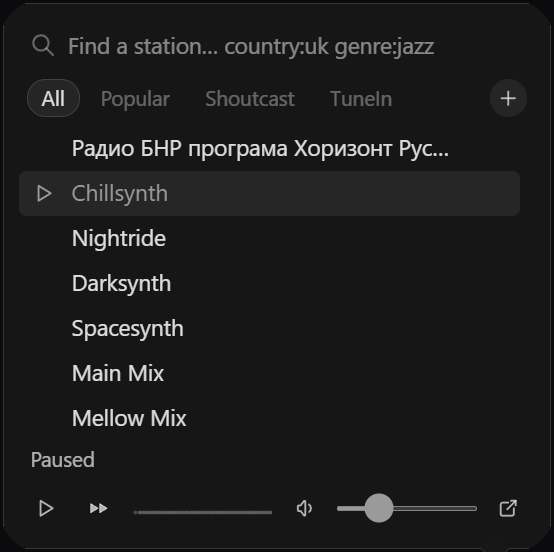 Find a station... country:uk genre:jazz
All Popular Shoutcast TuneIn
Радио БНР програма Хоризонт Рус...
Chillsynth
Nightride
Darksynth
Spacesynth
Main Mix
Mellow Mix
Paused